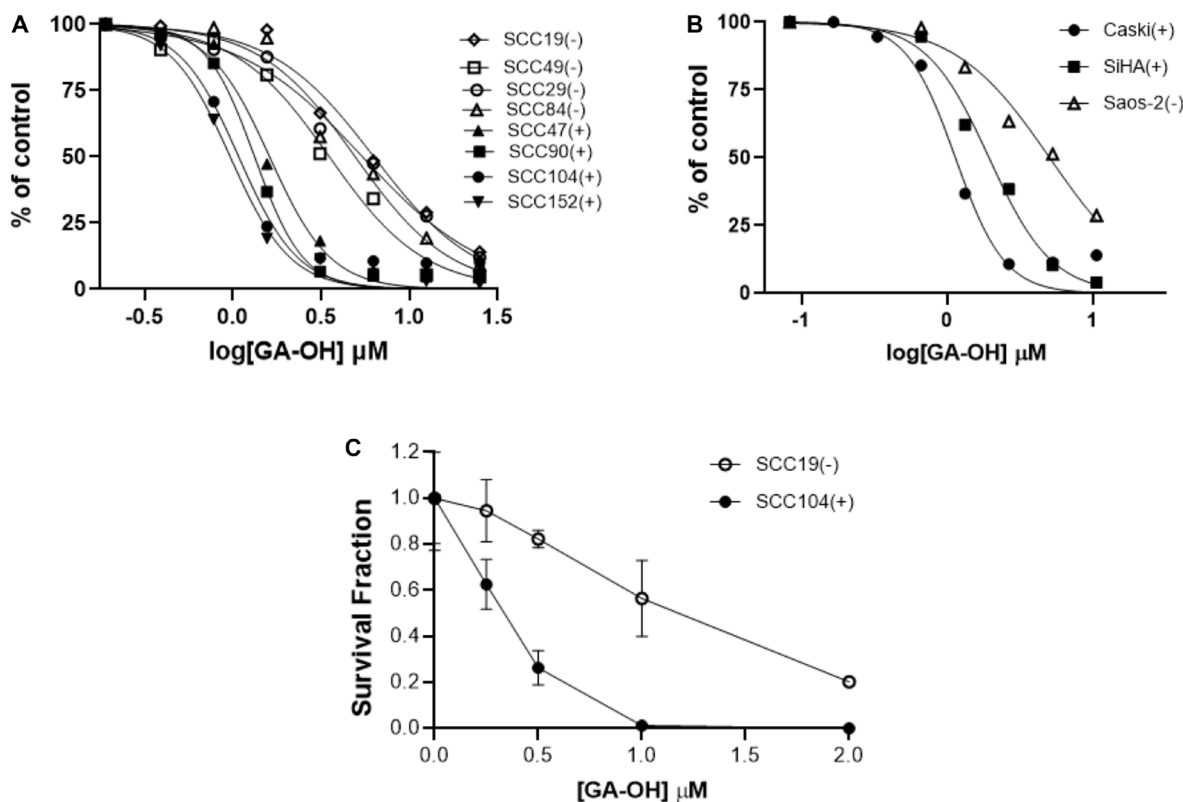 A
% of control
100
75
50
25
0
-0.5
0.0
0.5
1.0
1.5
log[GA-OH] µM
SCC19(-)
SCC49(-)
SCC29(-)
SCC84(-)
SCC47(+)
SCC90(+)
SCC104(+)
SCC152(+)
B
% of control
100
75
50
25
0
-1
0
1
log[GA-OH] µM
Caski(+)
SiHA(+)
Saos-2(-)
C
Survival Fraction
1.2
1.0
0.8
0.6
0.4
0.2
0.0
0.0
0.5
1.0
1.5
2.0
[GA-OH] µM
SCC19(-)
SCC104(+)